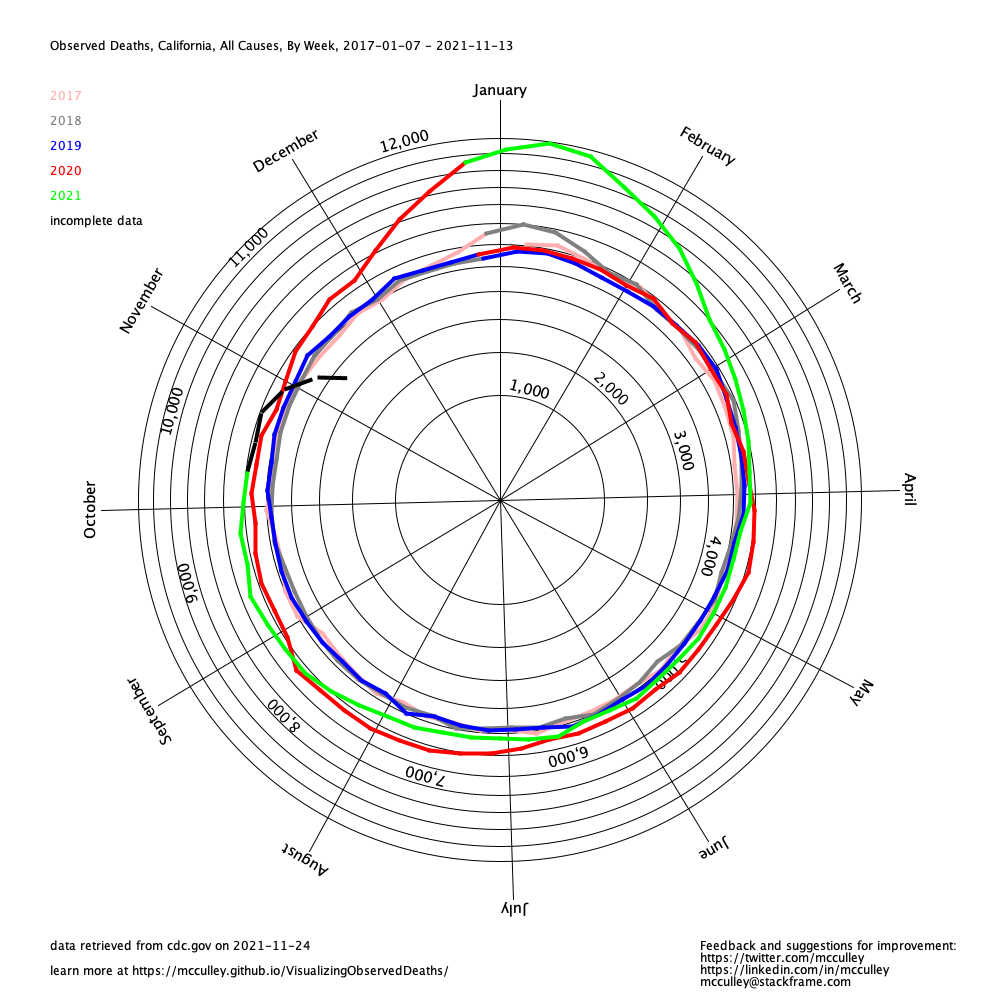 Observed Deaths, California, All Causes, By Week, 2017-01-07 - 2021-11-13
2017
2018
2019
2020
2021
incomplete data
January
February
March
April
May
June
July
August
September
October
November
December
1,000
2,000
3,000
4,000
5,000
6,000
7,000
8,000
9,000
10,000
11,000
12,000
data retrieved from cdc.gov on 2021-11-24
learn more at https://mcculley.github.io/VisualizingObservedDeaths/
Feedback and suggestions for improvement:
https://twitter.com/mcculley
https://linkedin.com/in/mcculley
mcculley@stackframe.com